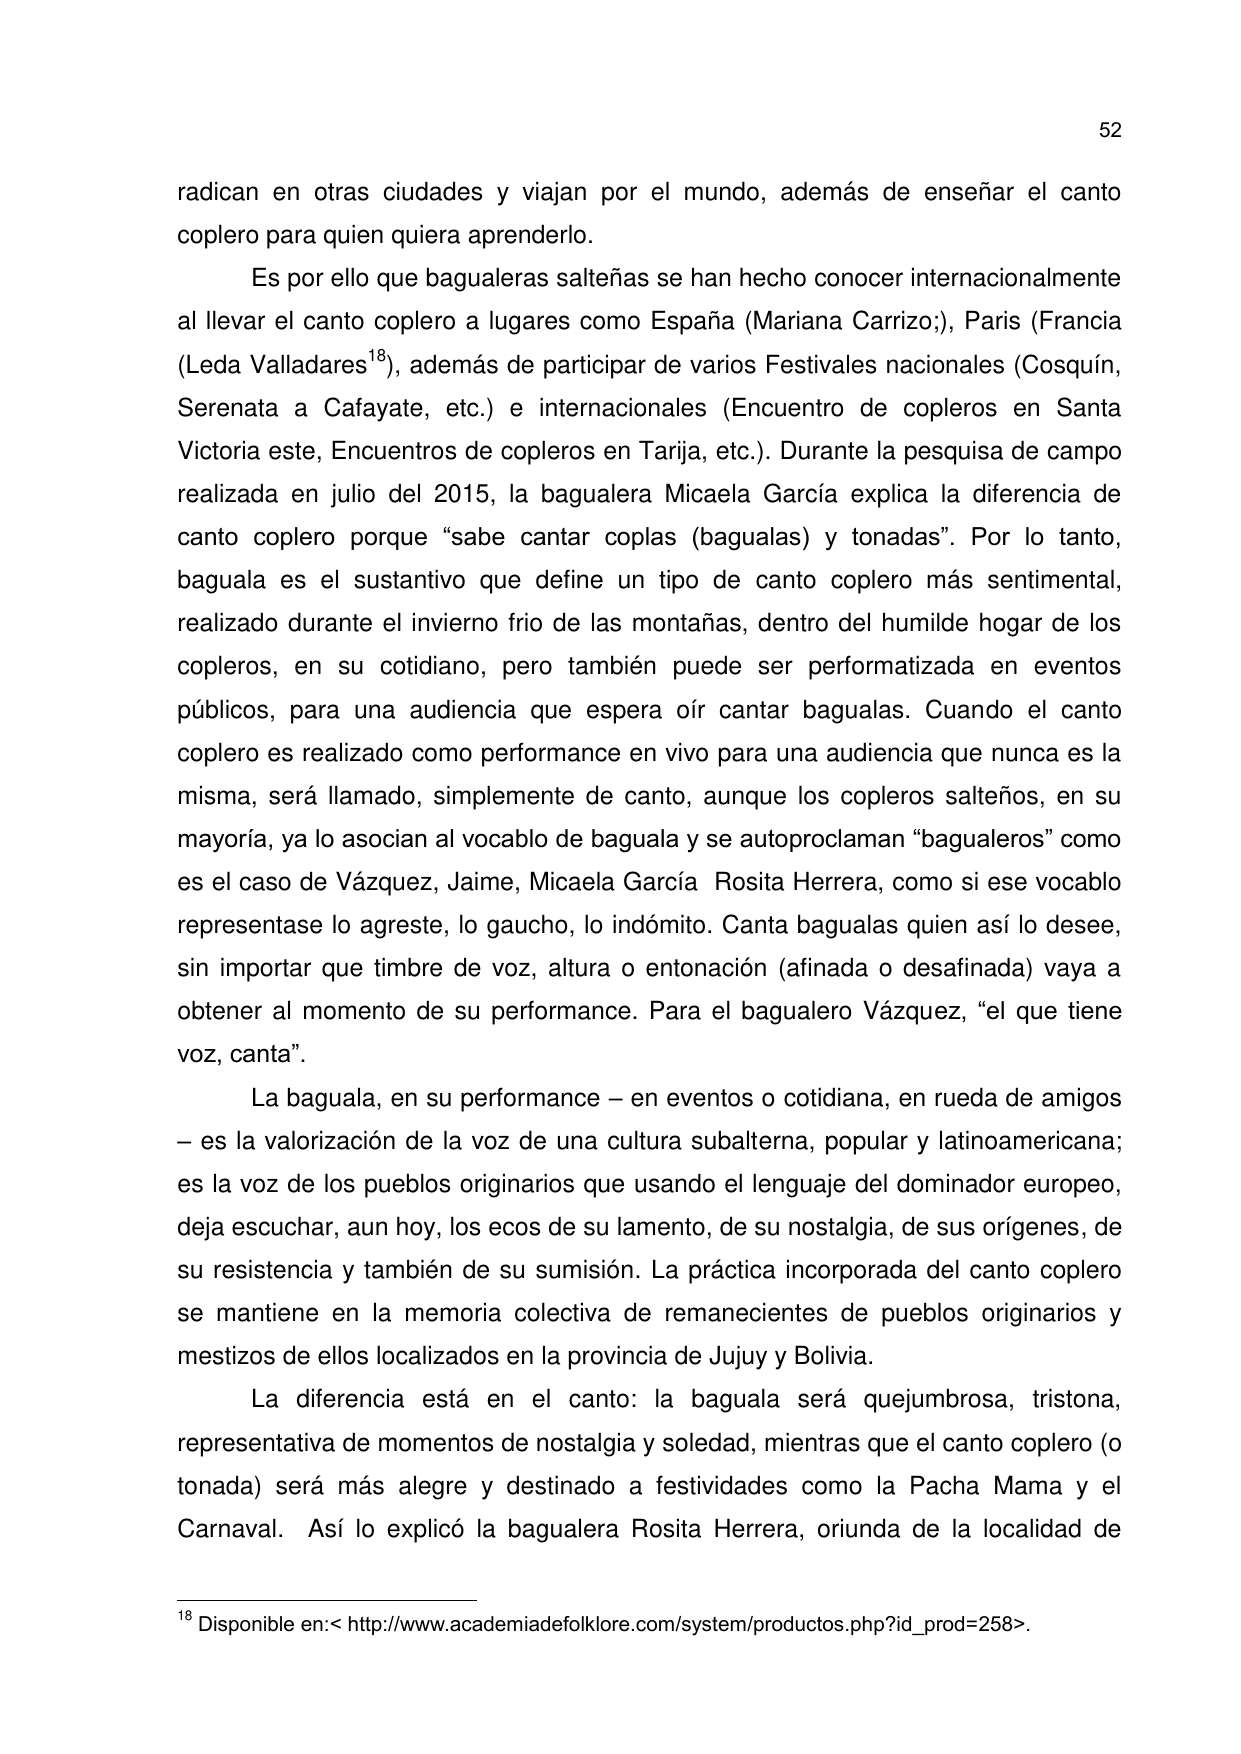 52
radican en otras ciudades y viajan por el mundo, además de enseñar el canto
coplero para quien quiera aprenderlo.
Es por ello que bagualeras salteñas se han hecho conocer internacionalmente
al llevar el canto coplero a lugares como España (Mariana Carrizo;), Paris (Francia
(Leda Valladares18), además de participar de varios Festivales nacionales (Cosquín,
Serenata a Cafayate, etc.) e internacionales (Encuentro de copleros en Santa
Victoria este, Encuentros de copleros en Tarija, etc.). Durante la pesquisa de campo
realizada en julio del 2015, la bagualera Micaela García explica la diferencia de
canto coplero porque “sabe cantar coplas (bagualas) y tonadas”. Por lo tanto,
baguala es el sustantivo que define un tipo de canto coplero más sentimental,
realizado durante el invierno frio de las montañas, dentro del humilde hogar de los
copleros, en su cotidiano, pero también puede ser performatizada en eventos
públicos, para una audiencia que espera oír cantar bagualas. Cuando el canto
coplero es realizado como performance en vivo para una audiencia que nunca es la
misma, será llamado, simplemente de canto, aunque los copleros salteños, en su
mayoría, ya lo asocian al vocablo de baguala y se autoproclaman “bagualeros” como
es el caso de Vázquez, Jaime, Micaela García  Rosita Herrera, como si ese vocablo
representase lo agreste, lo gaucho, lo indómito. Canta bagualas quien así lo desee,
sin importar que timbre de voz, altura o entonación (afinada o desafinada) vaya a
obtener al momento de su performance. Para el bagualero Vázquez, “el que tiene
voz, canta”.
La baguala, en su performance – en eventos o cotidiana, en rueda de amigos
– es la valorización de la voz de una cultura subalterna, popular y latinoamericana;
es la voz de los pueblos originarios que usando el lenguaje del dominador europeo,
deja escuchar, aun hoy, los ecos de su lamento, de su nostalgia, de sus orígenes, de
su resistencia y también de su sumisión. La práctica incorporada del canto coplero
se mantiene en la memoria colectiva de remanecientes de pueblos originarios y
mestizos de ellos localizados en la provincia de Jujuy y Bolivia.
La diferencia está en el canto: la baguala será quejumbrosa, tristona,
representativa de momentos de nostalgia y soledad, mientras que el canto coplero (o
tonada) será más alegre y destinado a festividades como la Pacha Mama y el
Carnaval.  Así lo explicó la bagualera Rosita Herrera, oriunda de la localidad de
18 Disponible en:< http://www.academiadefolklore.com/system/productos.php?id_prod=258>.